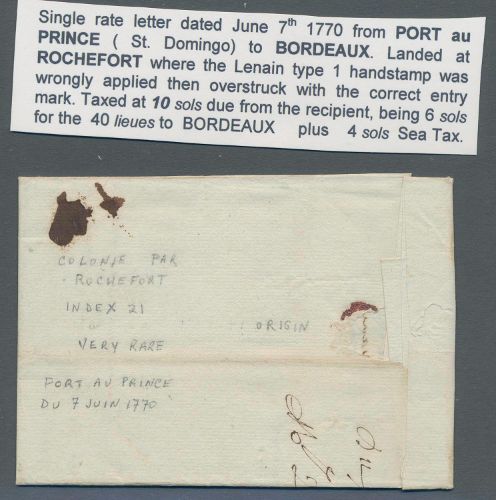 Single rate letter dated June 7th 1770 from PORT au
PRINCE ( St. Domingo) to BORDEAUX. Landed at
ROCHEFORT where the Lenain type 1 handstamp was
wrongly applied then overstruck with the correct entry
mark. Taxed at 10 sols due from the recipient, being 6 sols
for the 40 lieues to BORDEAUX plus 4 sols Sea Tax.
COLONIE PAR
ROCHEFORT
INDEX 21
VERY RARE
ORIGIN
PORT AU PRINCE
DU 7 JUIN 1770